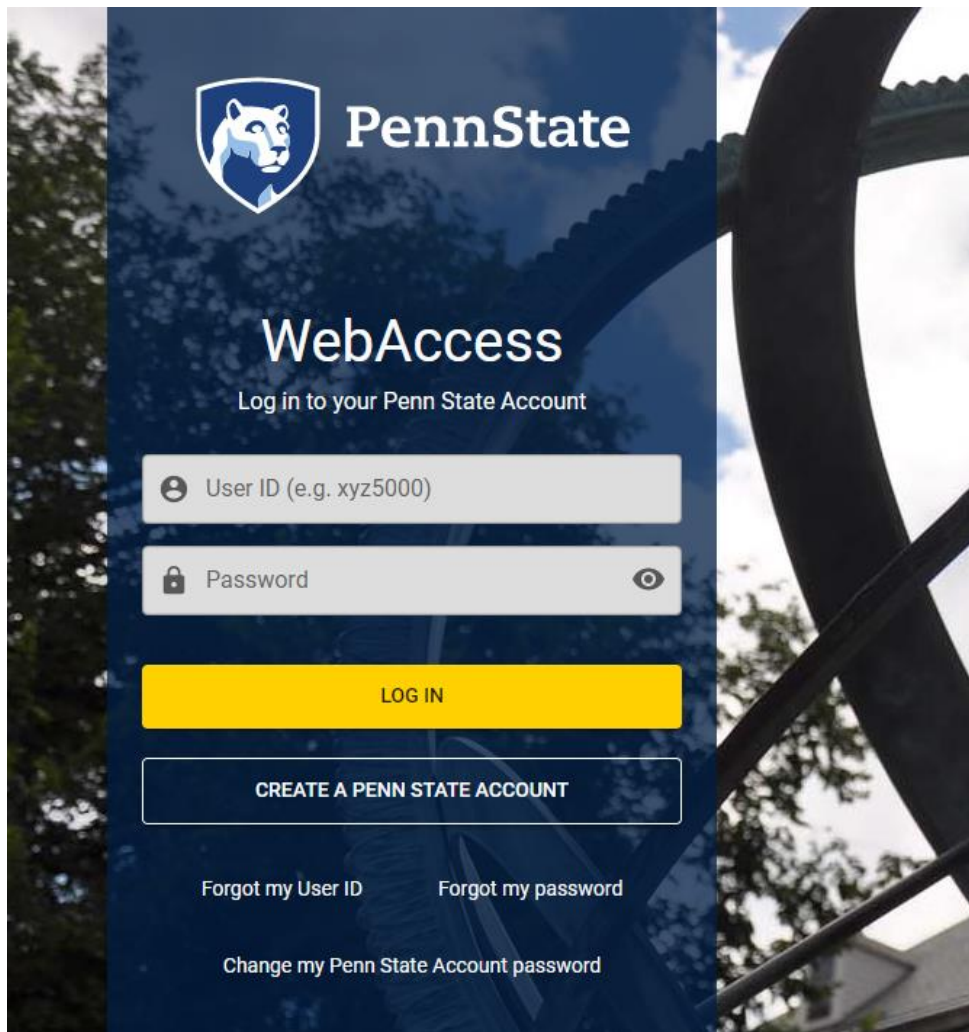 PennState
WebAccess
Log in to your Penn State Account
User ID (e.g. xyz5000)
Password
LOG IN
CREATE A PENN STATE ACCOUNT
Forgot my User ID Forgot my password
Change my Penn State Account password